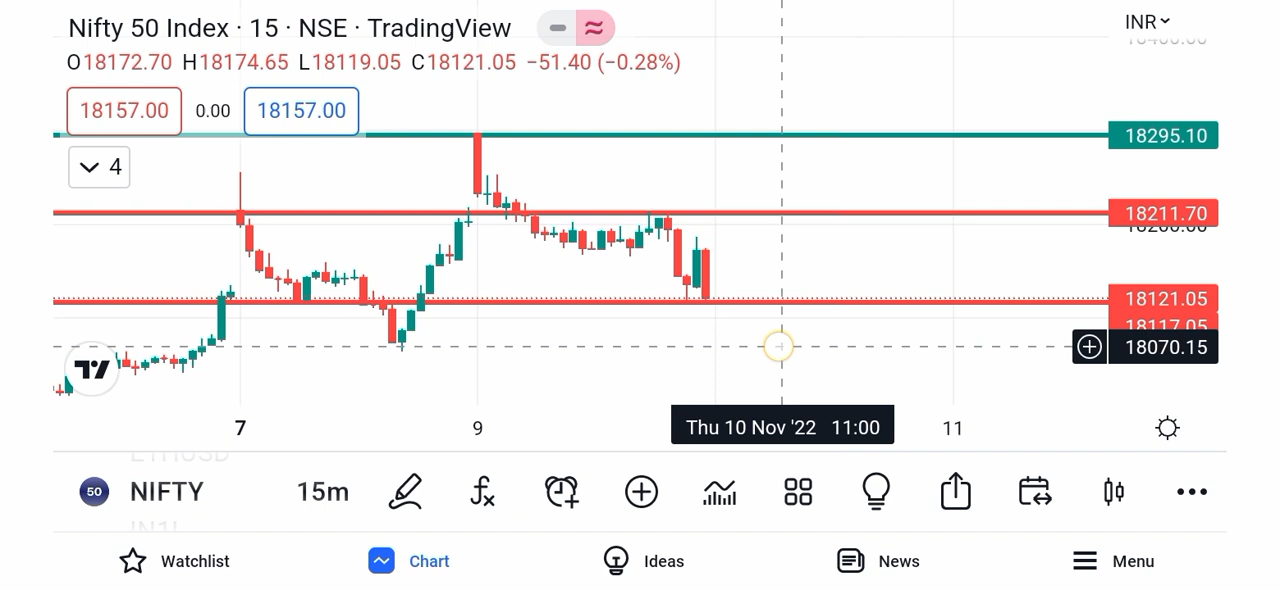 Nifty 50 Index · 15 · NSE · TradingView
INR
O18172.70 H18174.65 L18119.05 C18121.05 −51.40 (−0.28%)
18157.00 0.00 18157.00
18295.10
4
18211.70
18121.05
18117.05
18070.15
7 9 Thu 10 Nov '22 11:00 11
50 NIFTY 15m
Watchlist Chart Ideas News Menu